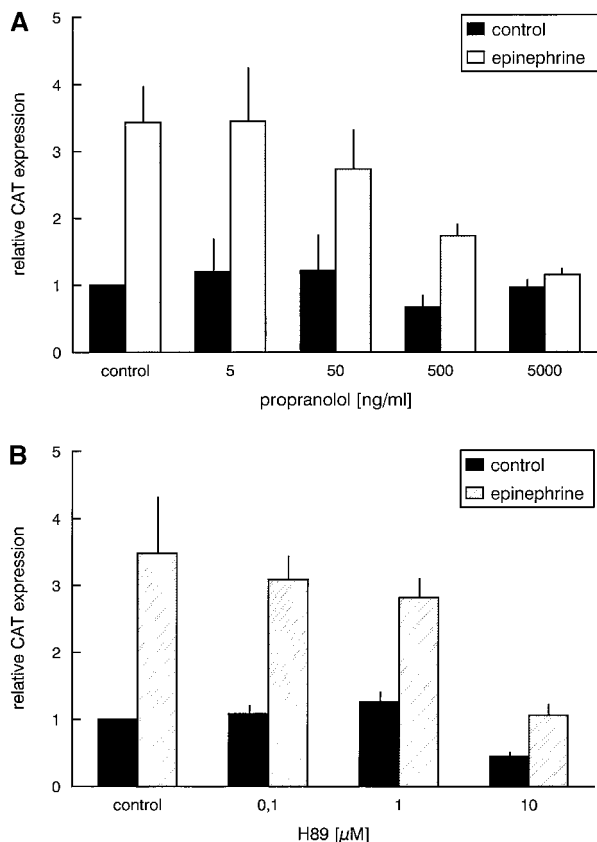 A
control
epinephrine
relative CAT expression
5
4
3
2
1
0
control
5
50
500
5000
propranolol [ng/ml]
B
control
epinephrine
relative CAT expression
5
4
3
2
1
0
control
0,1
1
10
H89 [µM]